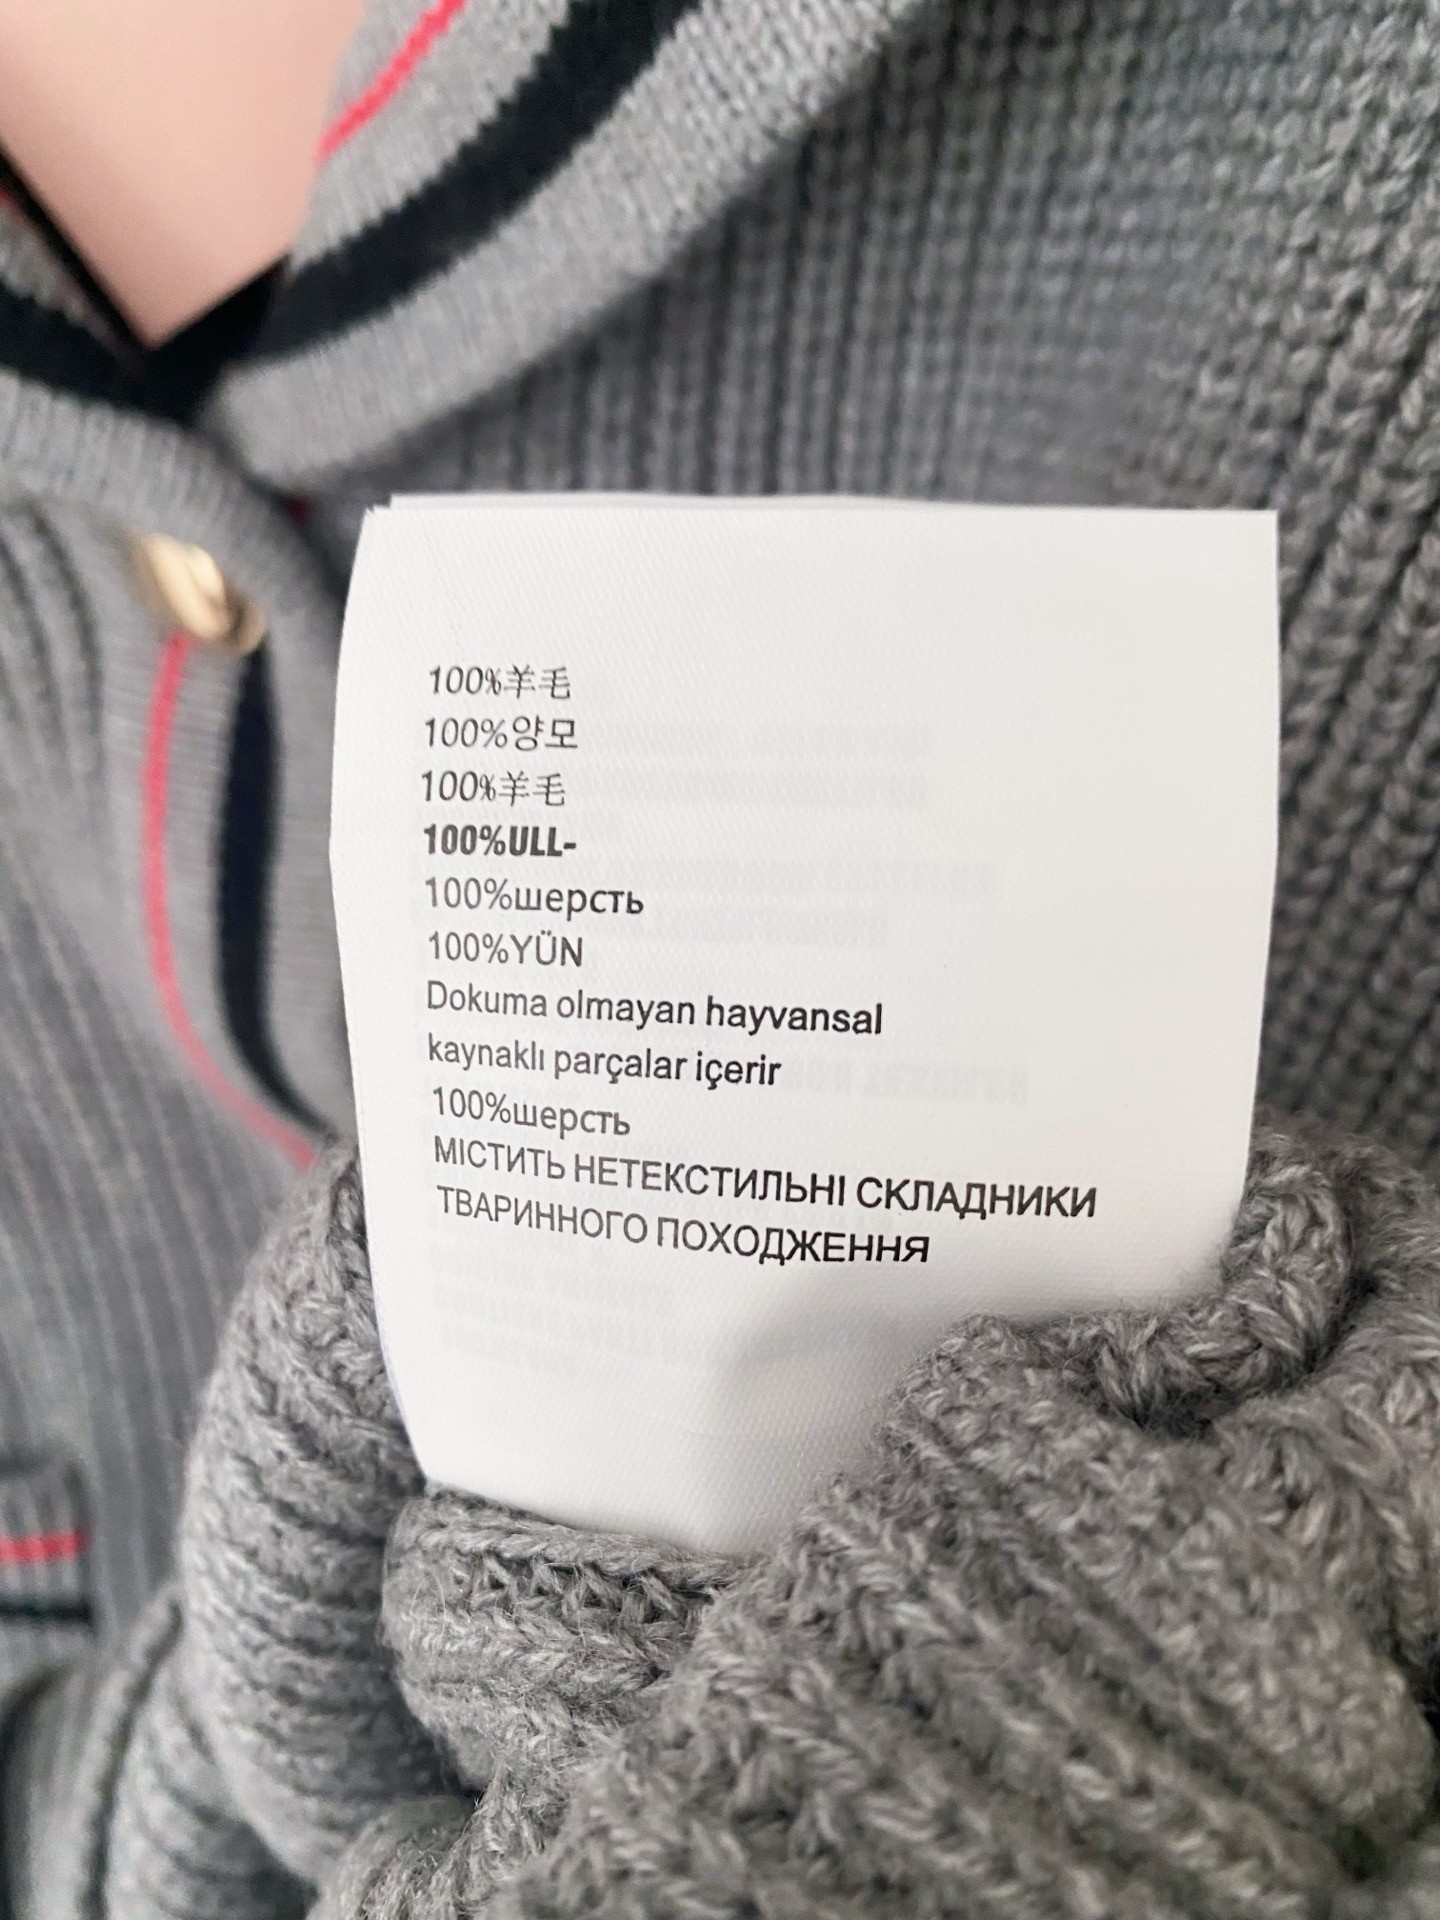 100%羊毛
100%양모
100%羊毛
100%ULL-
100%шерсть
100%YÜN
Dokuma olmayan hayvansal
kaynaklı parçalar içerir
100%шерсть
МІСТИТЬ НЕТЕКСТИЛЬНІ СКЛАДНИКИ
ТВАРИННОГО ПОХОДЖЕННЯ